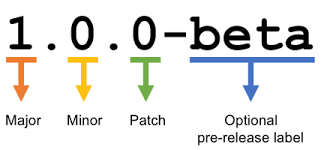 1.0.0-beta
Major Minor Patch Optional
pre-release label